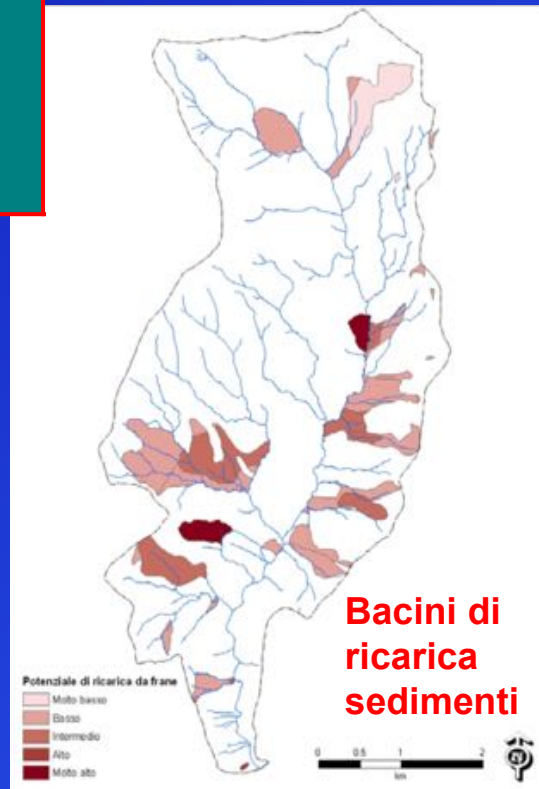 Bacini di
ricarica
sedimenti
Potenziale di ricarica da frane
Molto basso
Basso
Intermedio
Alto
Molto alto
0 0.5 1 2
km